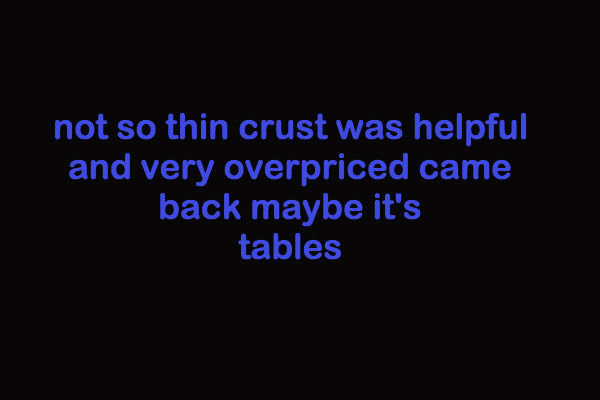 not so thin crust was helpful
and very overpriced came
back maybe it's
tables